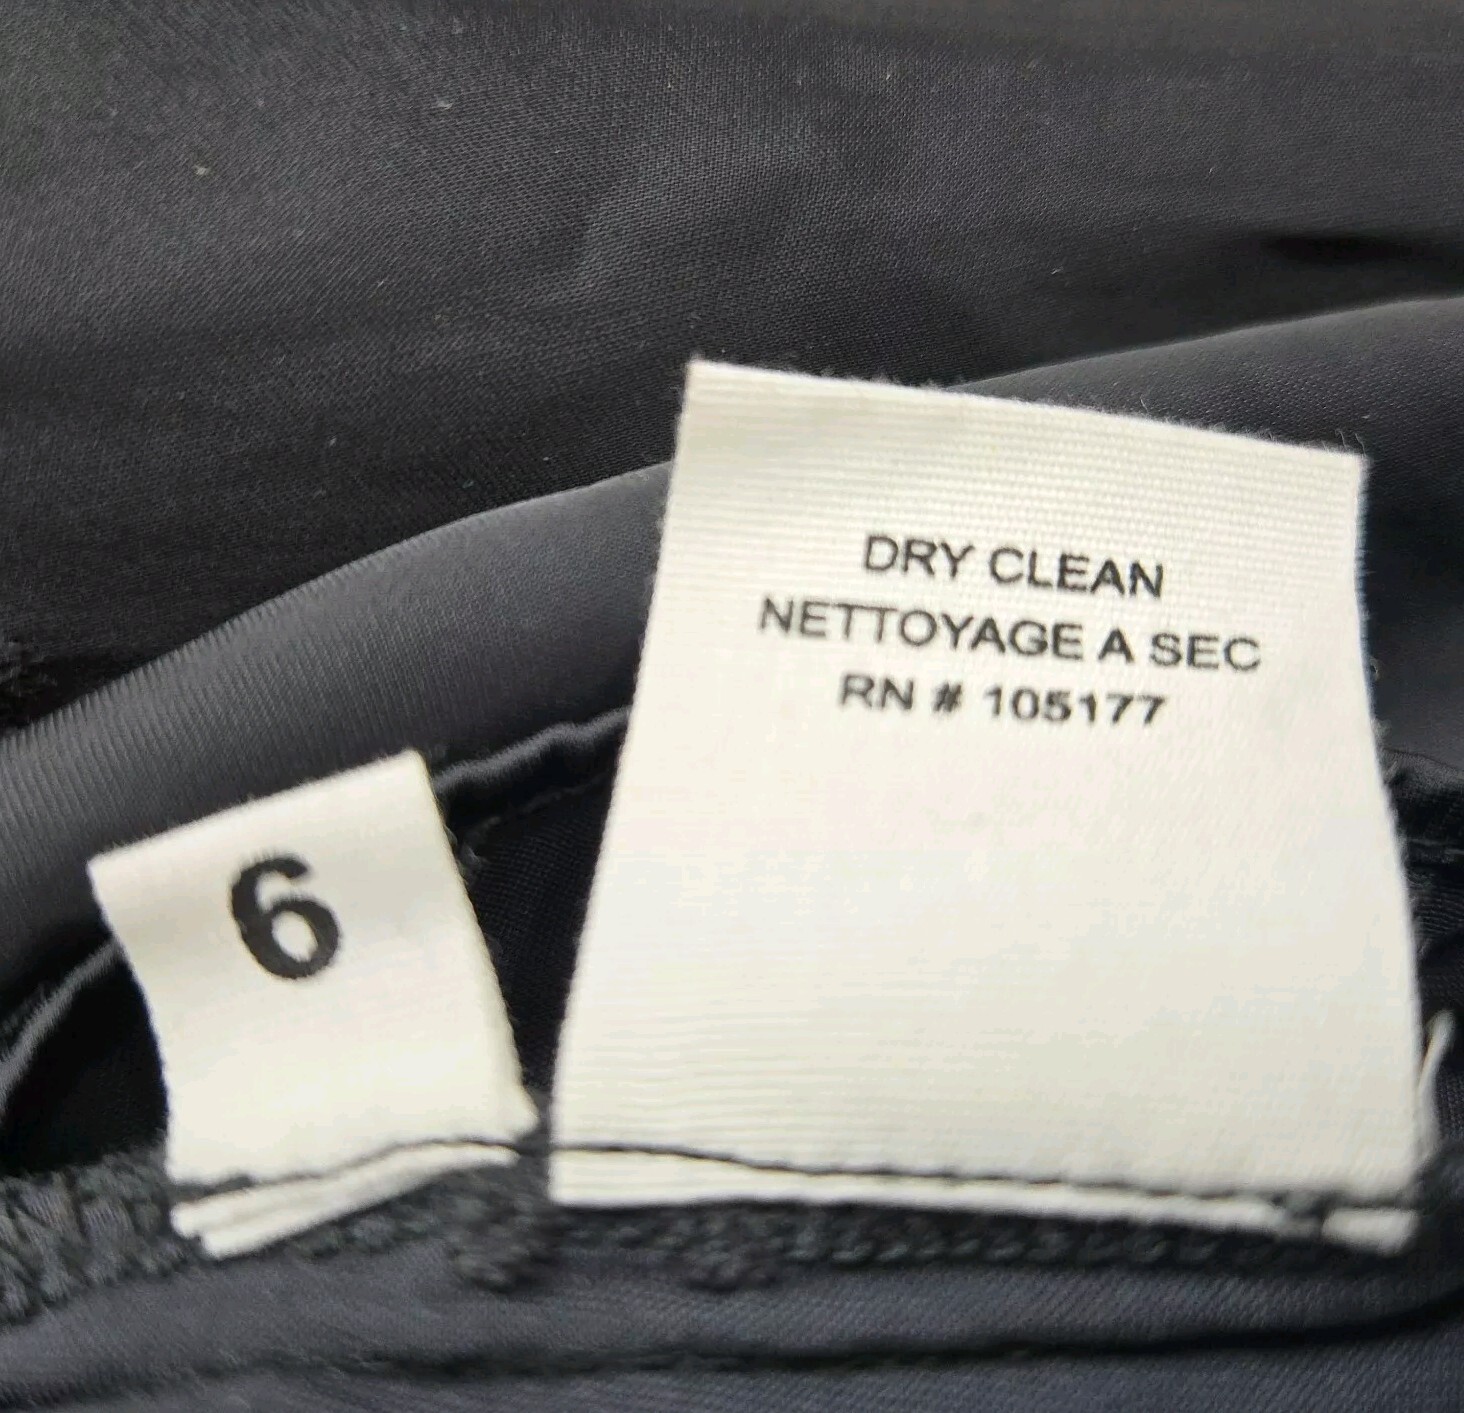 DRY CLEAN
NETTOYAGE A SEC
RN # 105177
6